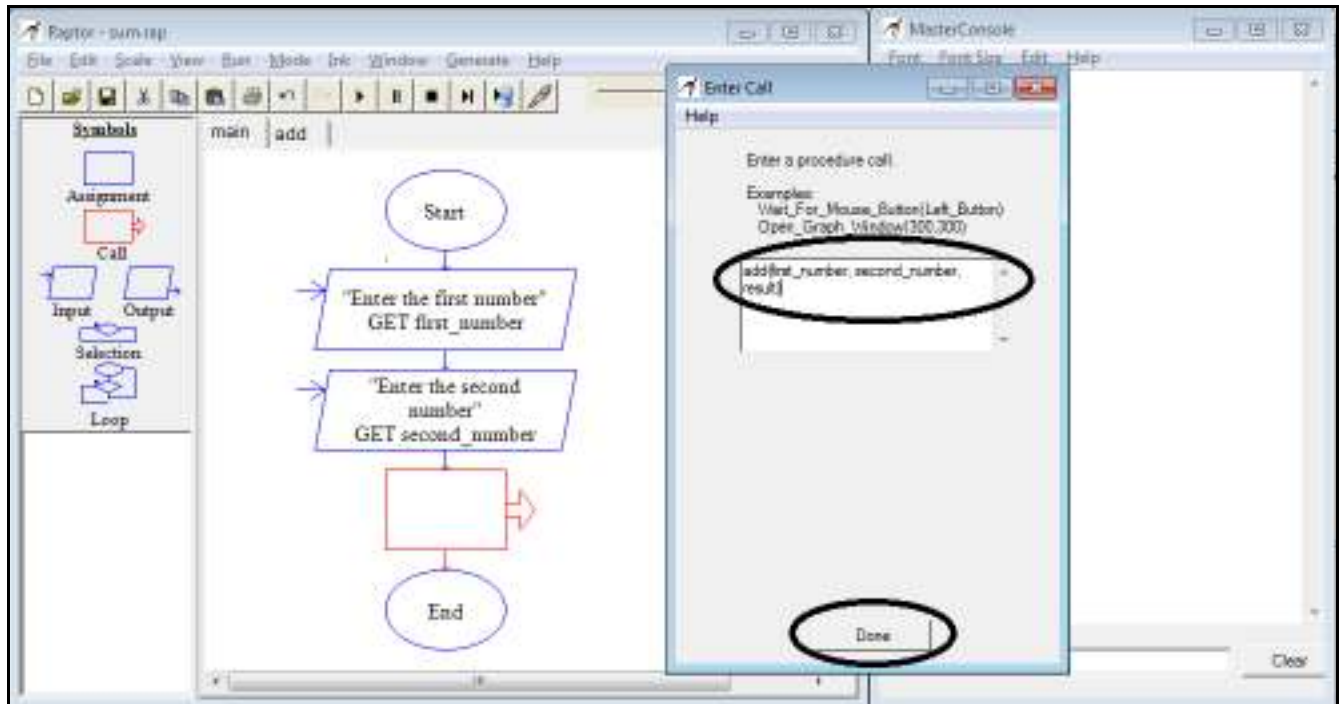 Raptor - sum.rap
File Edit Scale View Run Mode Ink Window Generate Help
Symbols
Assignment
Call
Input Output
Selection
Loop
main add
Start
"Enter the first number"
GET first_number
"Enter the second
number"
GET second_number
End
MasterConsole
Font Font Size Edit Help
Clear
Enter Call
Help
Enter a procedure call.
Examples:
Wait_For_Mouse_Button(Left_Button)
Open_Graph_Window(300,300)
add(first_number, second_number,
result)
Done